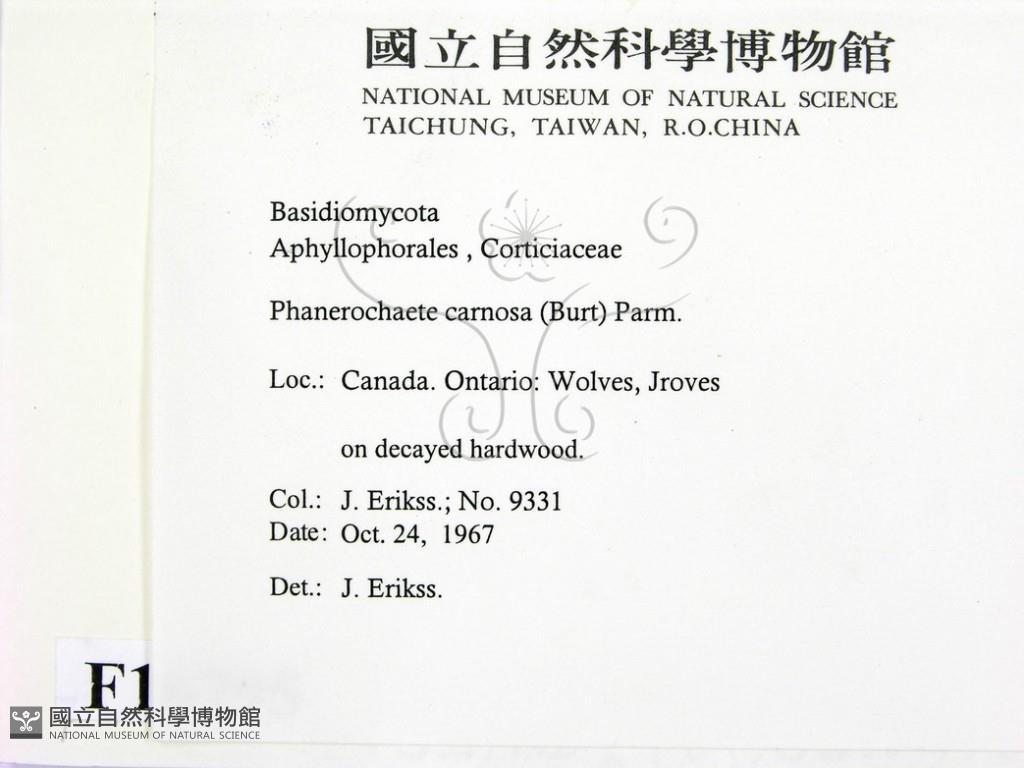 國立自然科學博物館
NATIONAL MUSEUM OF NATURAL SCIENCE
TAICHUNG, TAIWAN, R.O.CHINA
Basidiomycota
Aphyllophorales , Corticiaceae
Phanerochaete carnosa (Burt) Parm.
Loc.: Canada. Ontario: Wolves, Jroves
on decayed hardwood.
Col.: J. Erikss.; No. 9331
Date: Oct. 24, 1967
Det.: J. Erikss.
F1
國立自然科學博物館
NATIONAL MUSEUM OF NATURAL SCIENCE